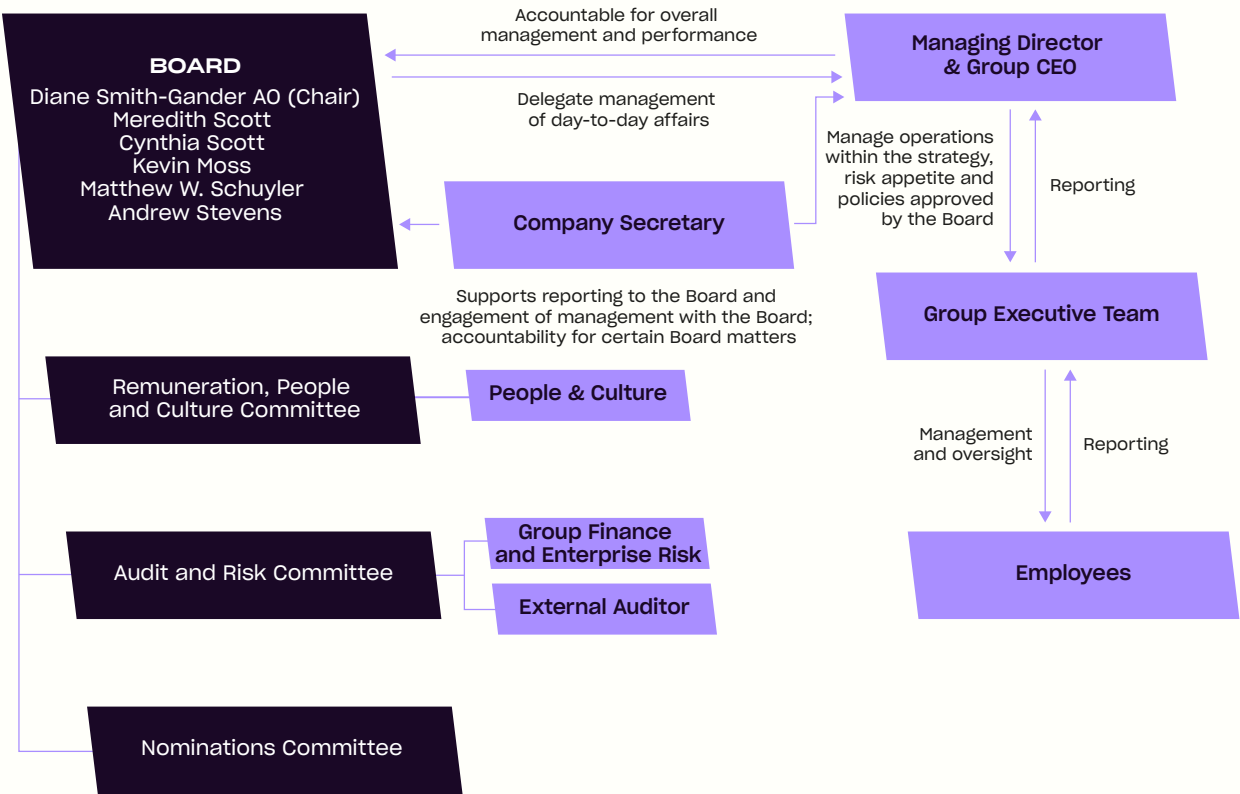 BOARD
Diane Smith-Gander AO (Chair)
Meredith Scott
Cynthia Scott
Kevin Moss
Matthew W. Schuyler
Andrew Stevens
Accountable for overall
management and performance
Delegate management
of day-to-day affairs
Managing Director
& Group CEO
Company Secretary
Supports reporting to the Board and
engagement of management with the Board;
accountability for certain Board matters
Manage operations
within the strategy,
risk appetite and
policies approved
by the Board
Reporting
Group Executive Team
Remuneration, People
and Culture Committee
People & Culture
Management
and oversight
Reporting
Audit and Risk Committee
Group Finance
and Enterprise Risk
External Auditor
Employees
Nominations Committee